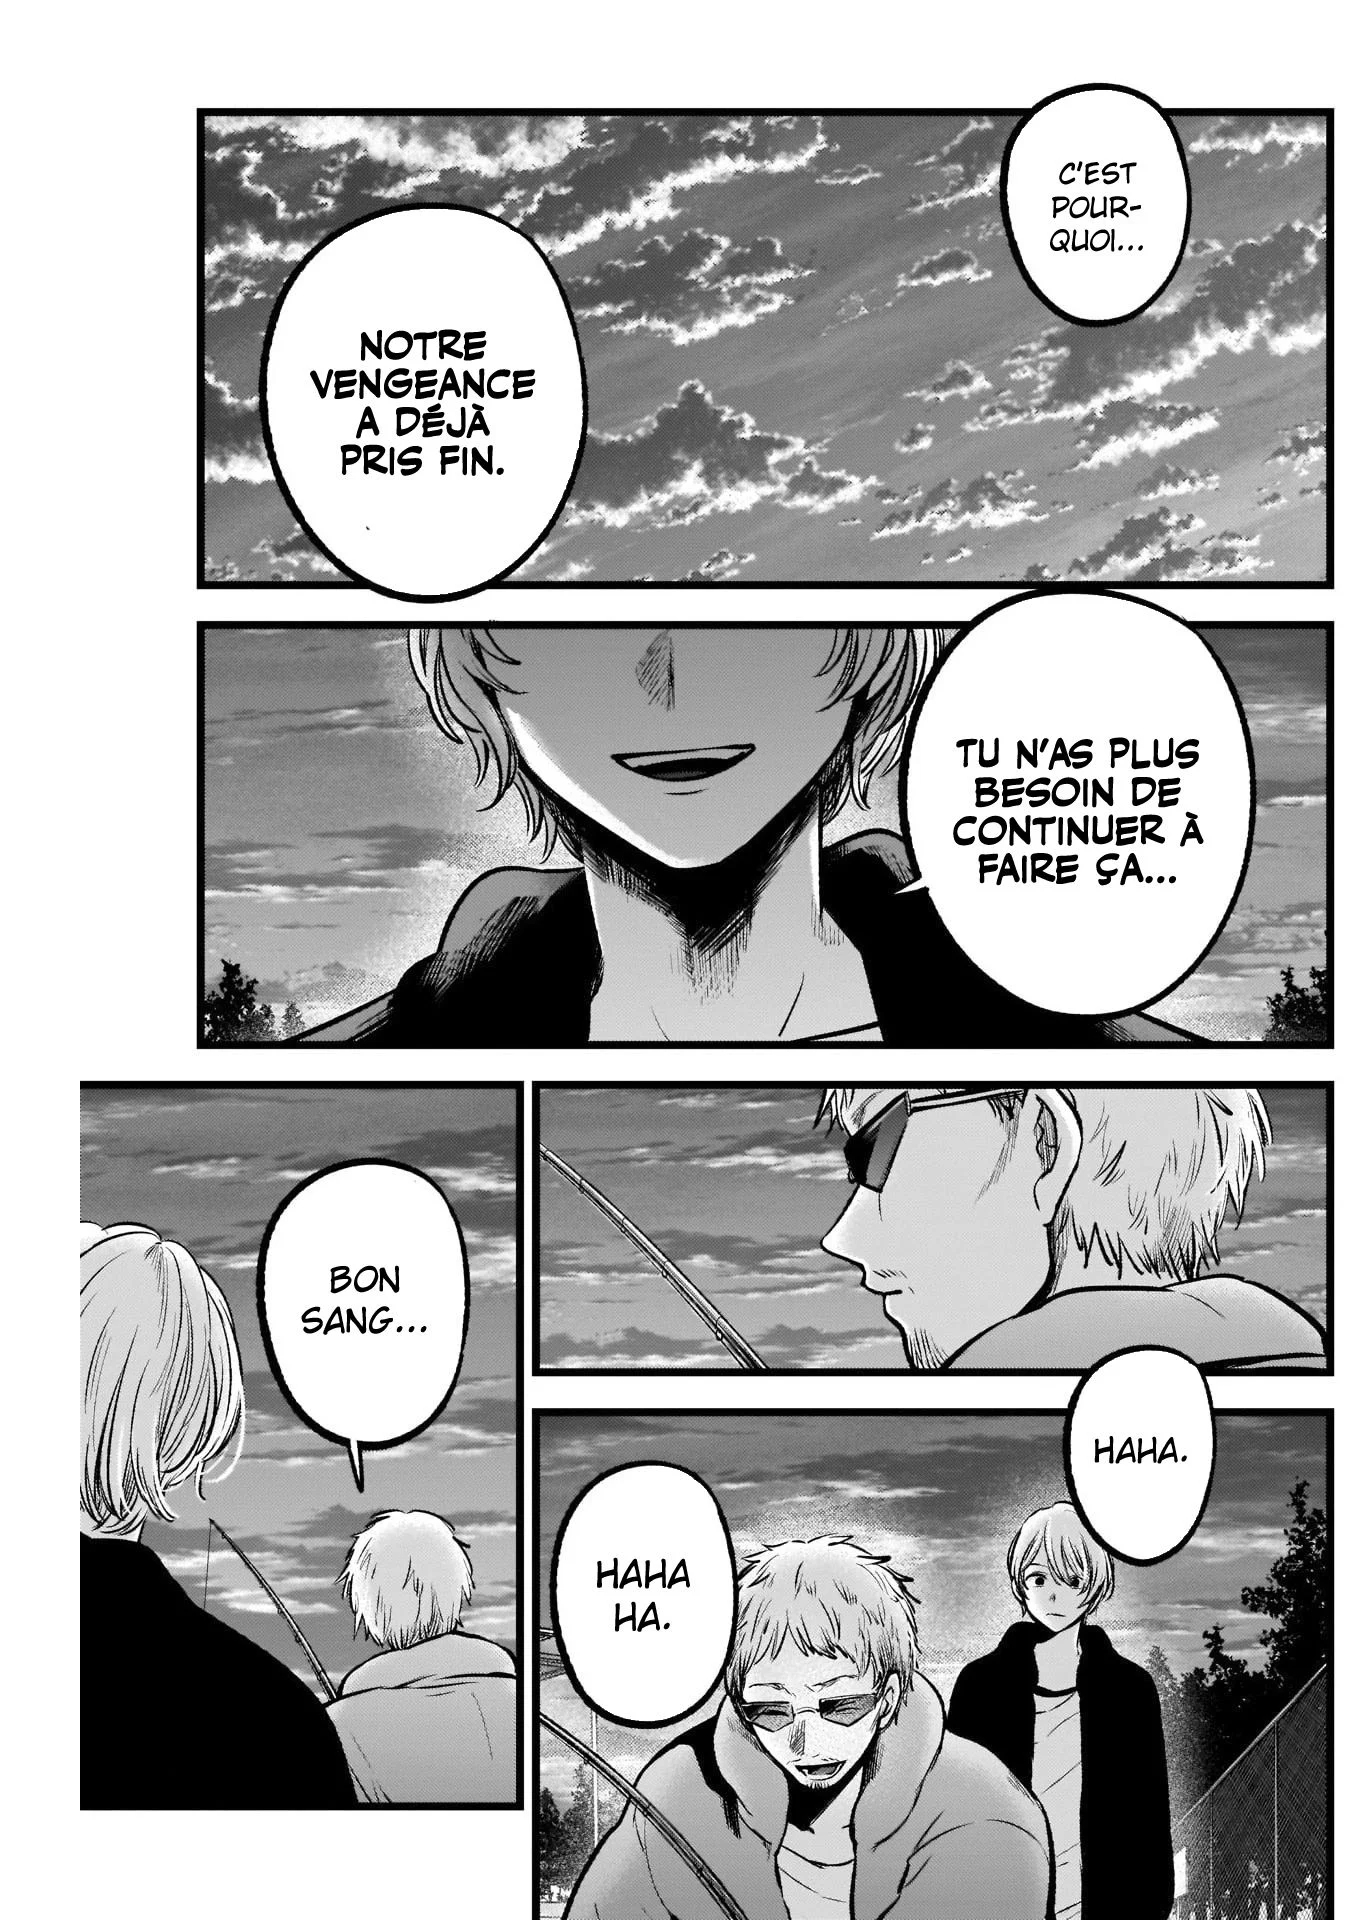 C'EST
POUR-
QUOI...
NOTRE
VENGEANCE
A DÉJÀ
PRIS FIN.
TU N'AS PLUS
BESOIN DE
CONTINUER À
FAIRE ÇA...
HAHA.
HAHA
HA.
BON
SANG...